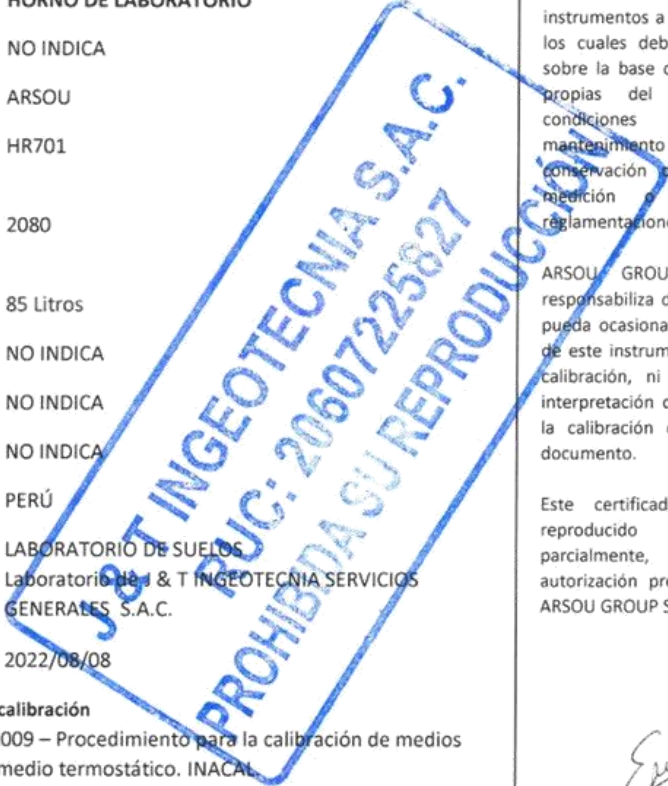 HORNO DE LABORATORIO
NO INDICA
ARSOU
HR701
2080
85 Litros
NO INDICA
NO INDICA
NO INDICA
PERÚ
LABORATORIO DE SUELOS
Laboratorio de J & T INGEOTECNIA SERVICIOS
GENERALES S.A.C.
2022/08/08
calibración
009 – Procedimiento para la calibración de medios
medio termostático. INACAL.
instrumentos a
los cuales deb
sobre la base
propias del
condiciones
mantenimiento
conservación
medición o
reglamentacione
ARSOU GROU
responsabiliza d
pueda ocasiona
de este instrum
calibración, ni
interpretación
la calibración
documento.
Este certificad
reproducido
parcialmente,
autorización pr
ARSOU GROUP S
J & T INGEOTECNIA S.A.C.
RUC: 20607225827
PROHIBIDA SU REPRODUCCIÓN